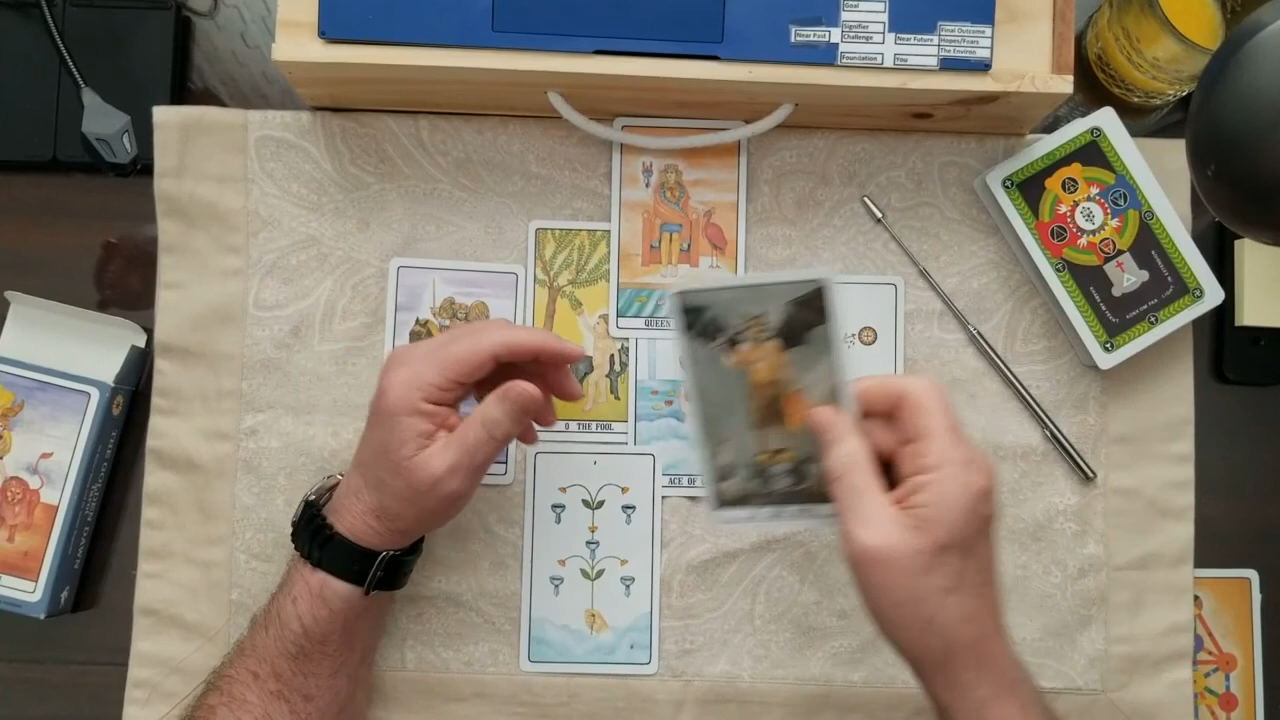 Goal
Near Past
Signifier
Challenge
Near Future
Final Outcome
Hopes/Fears
The Environ
Foundation
You
QUEEN
0 THE FOOL
ACE OF
THE GOLDEN DAWN